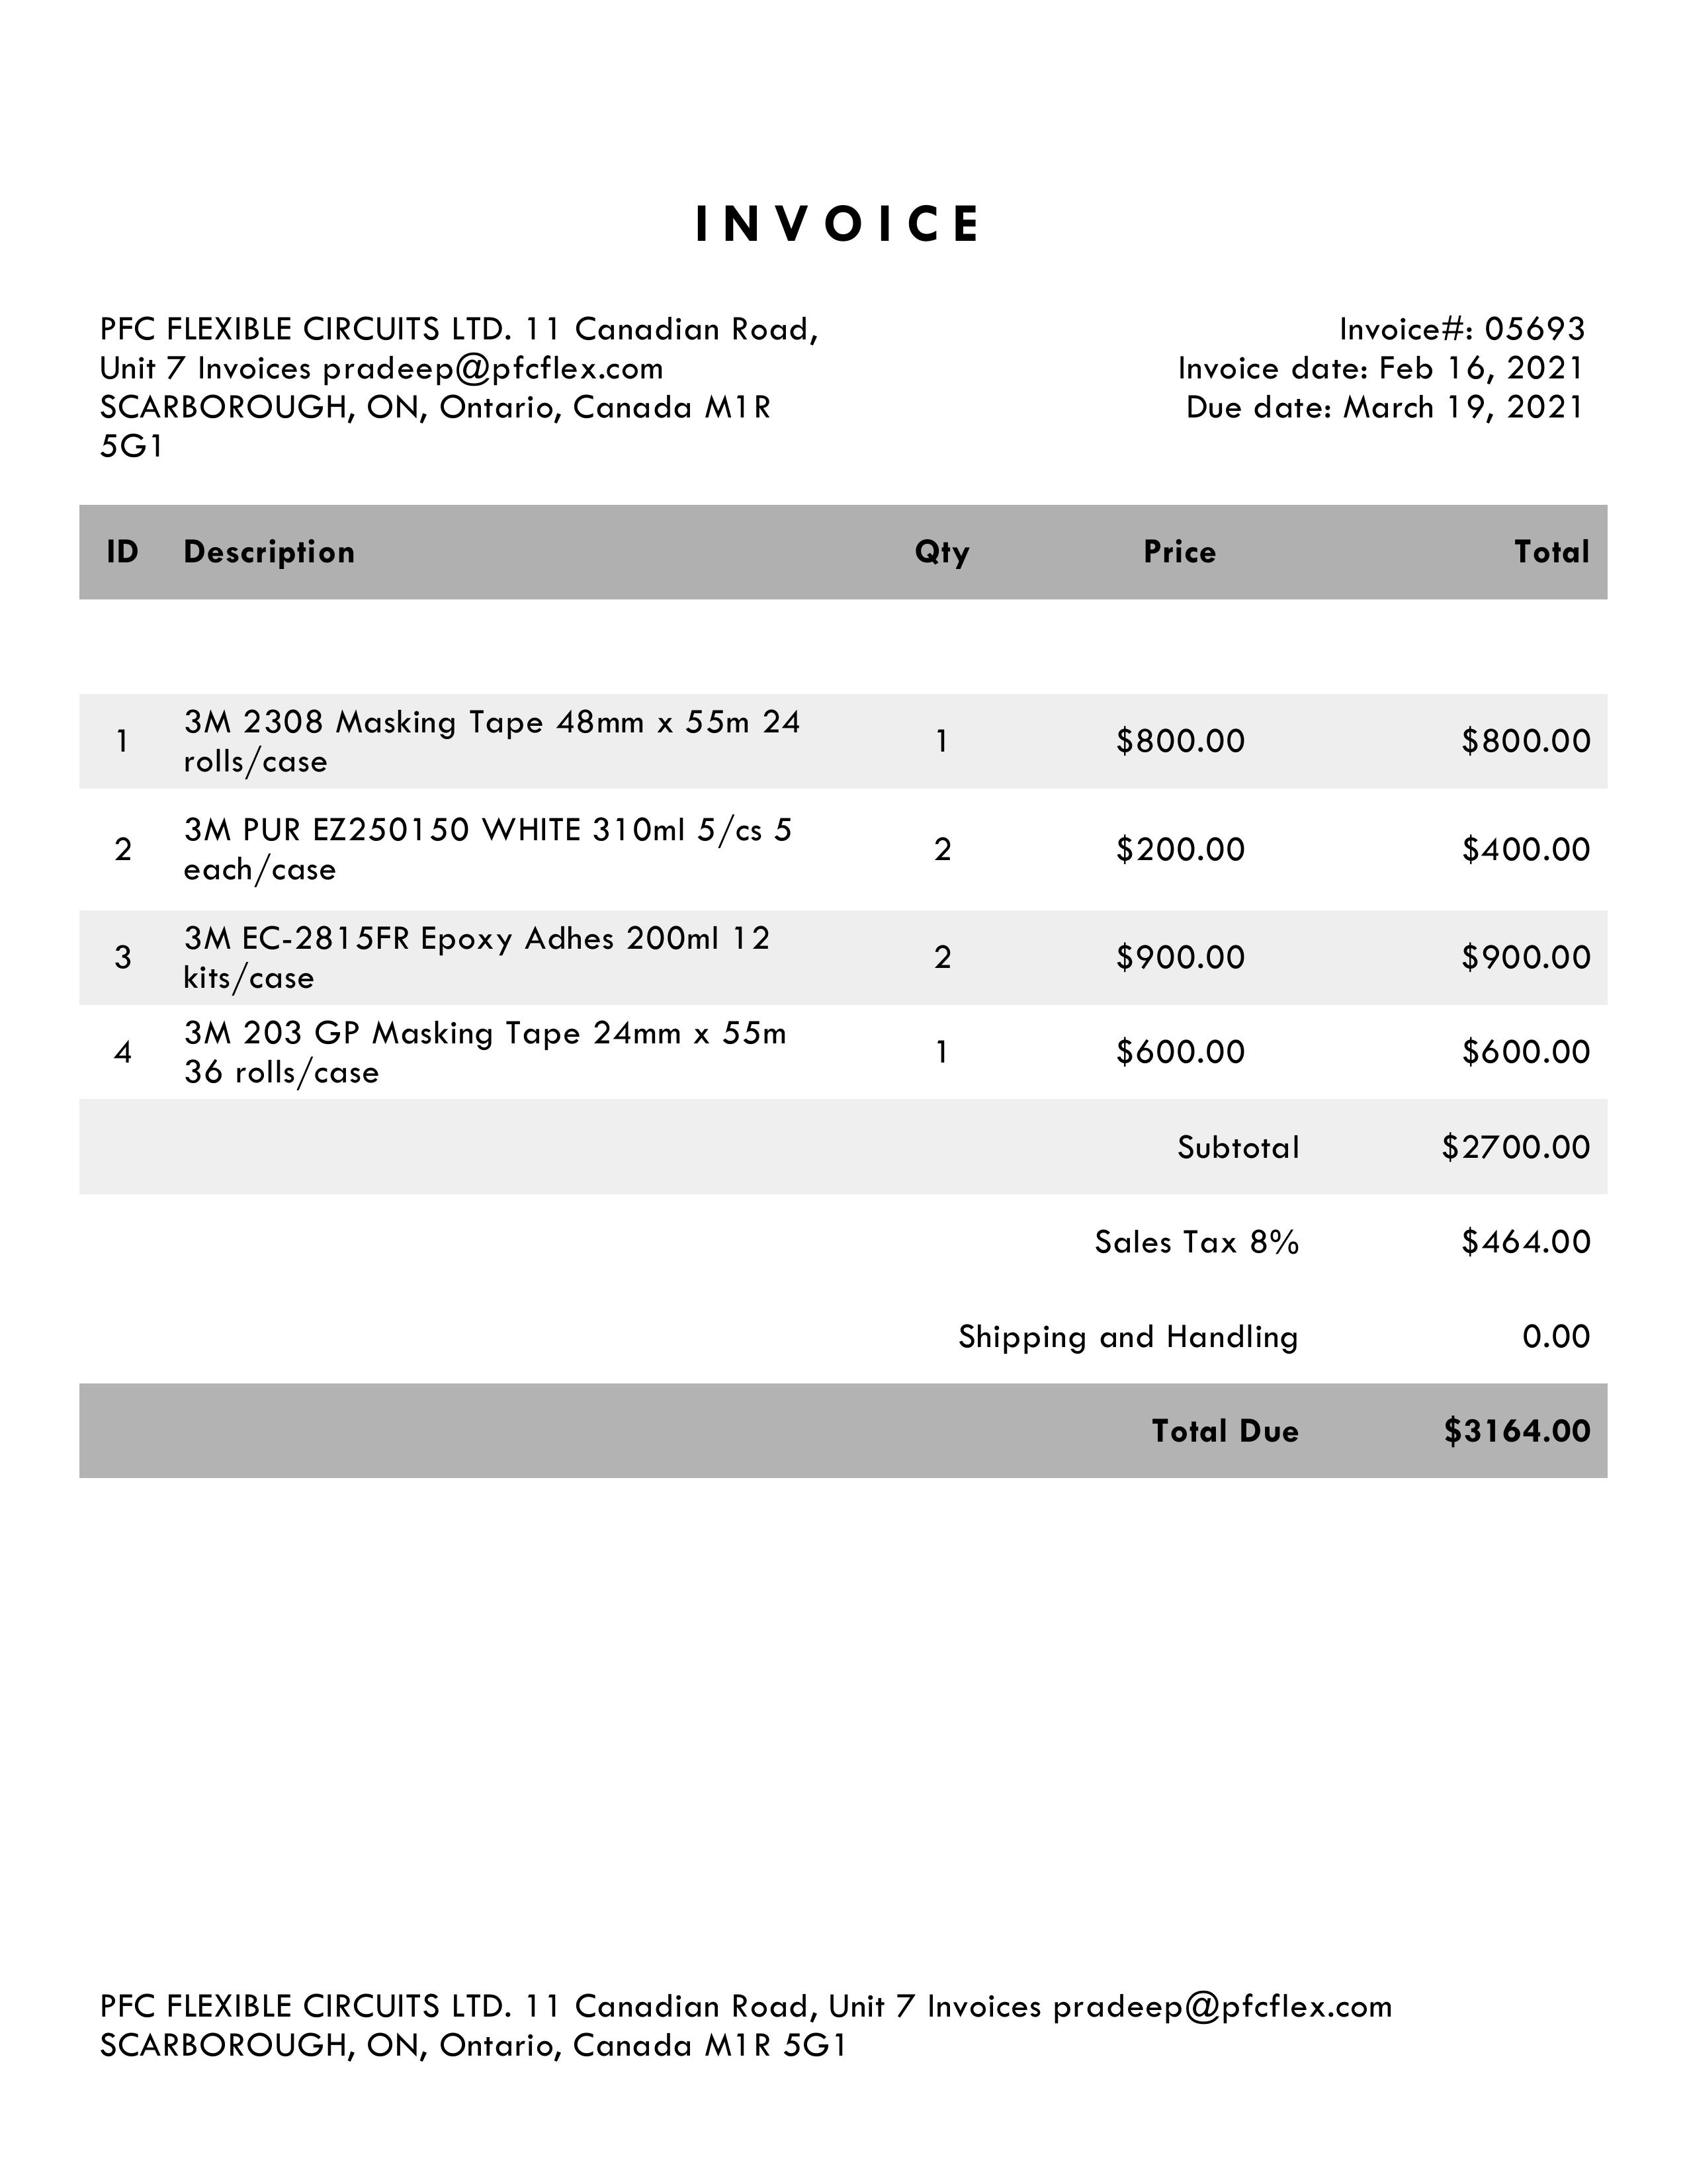 INVOICE
PFC FLEXIBLE CIRCUITS LTD. 11 Canadian Road,
Unit 7 Invoices pradeep@pfcflex.com
SCARBOROUGH, ON, Ontario, Canada M1R
5G1
Invoice#: 05693
Invoice date: Feb 16, 2021
Due date: March 19, 2021
ID Description Qty Price Total
1 3M 2308 Masking Tape 48mm x 55m 24
rolls/case 1 $800.00 $800.00
2 3M PUR EZ250150 WHITE 310ml 5/cs 5
each/case 2 $200.00 $400.00
3 3M EC-2815FR Epoxy Adhes 200ml 12
kits/case 2 $900.00 $900.00
4 3M 203 GP Masking Tape 24mm x 55m
36 rolls/case 1 $600.00 $600.00
Subtotal $2700.00
Sales Tax 8% $464.00
Shipping and Handling 0.00
Total Due $3164.00
PFC FLEXIBLE CIRCUITS LTD. 11 Canadian Road, Unit 7 Invoices pradeep@pfcflex.com
SCARBOROUGH, ON, Ontario, Canada M1R 5G1